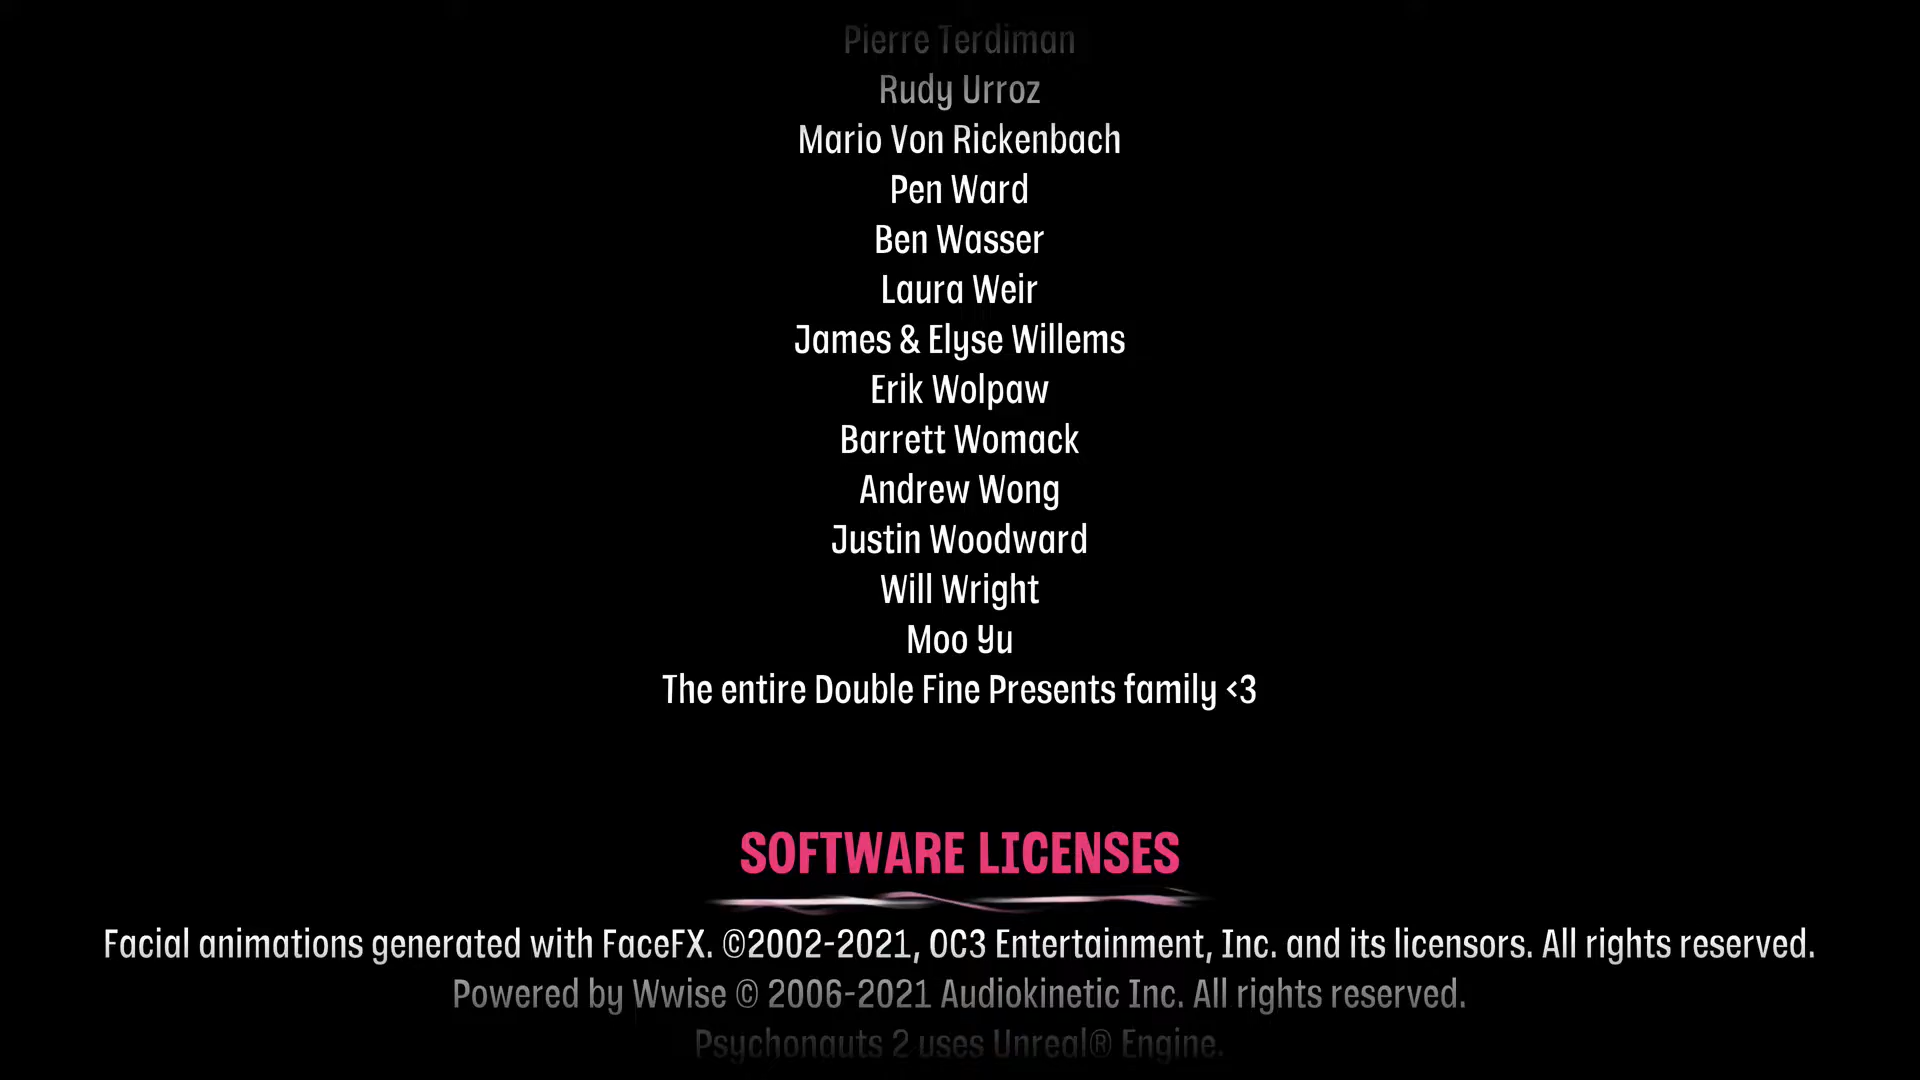 Pierre Terdiman
Rudy Urroz
Mario Von Rickenbach
Pen Ward
Ben Wasser
Laura Weir
James & Elyse Willems
Erik Wolpaw
Barrett Womack
Andrew Wong
Justin Woodward
Will Wright
Moo Yu
The entire Double Fine Presents family <3
SOFTWARE LICENSES
Facial animations generated with FaceFX. ©2002-2021, OC3 Entertainment, Inc. and its licensors. All rights reserved.
Powered by Wwise © 2006-2021 Audiokinetic Inc. All rights reserved.
Psychonauts 2 uses Unreal® Engine.